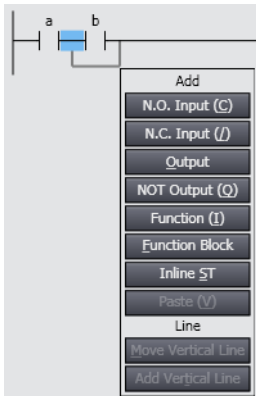 a b
Add
N.O. Input (C)
N.C. Input (/)
Output
NOT Output (Q)
Function (I)
Function Block
Inline ST
Paste (V)
Line
Move Vertical Line
Add Vertical Line